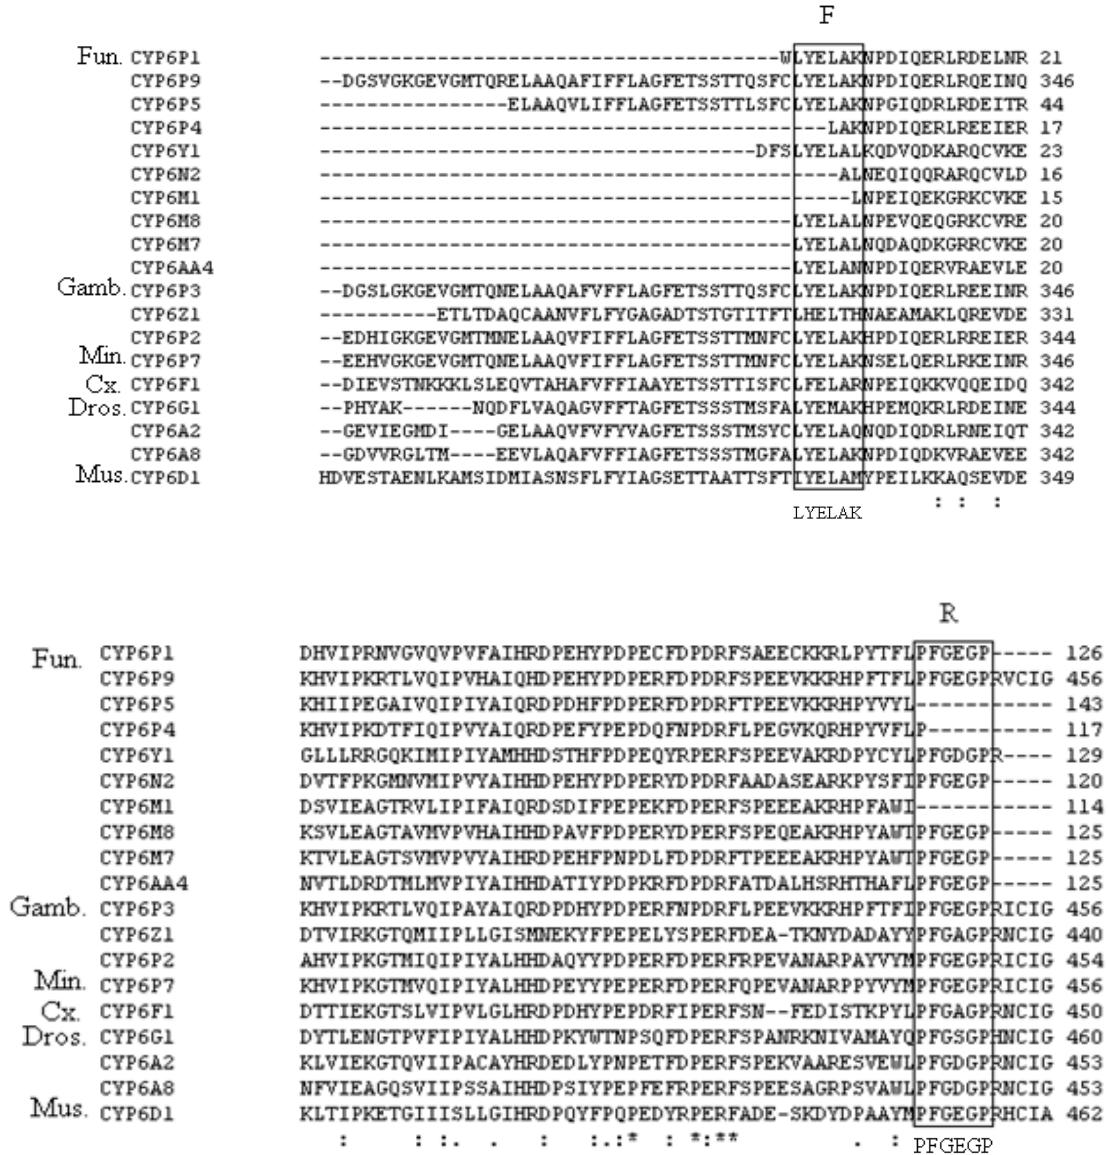 F
Fun. CYP6P1 ---------------------------------------WLYELAKNPDIQERLRDELNR 21
CYP6P9 --DGSVGKGEVGMTQRELAAQAFIFFLAGFETSSTTQSFCLYELAKNPDIQERLRQEINQ 346
CYP6P5 ----------------ELAAQVLIFFLAGFETSSTTLSFCLYELAKNPGIQDRLRDEITR 44
CYP6P4 -------------------------------------------LAKNPDIQERLREEIER 17
CYP6Y1 -------------------------------------DFSLYELALKQDVQDKARQCVKE 23
CYP6N2 --------------------------------------------ALNEQIQQRARQCVLD 16
CYP6M1 ---------------------------------------------LNPEIQEKGRKCVKE 15
CYP6M8 ----------------------------------------LYELALNPEVQEQGRKCVRE 20
CYP6M7 ----------------------------------------LYELALNQDAQDKGRRCVKE 20
CYP6AA4 ----------------------------------------LYELANNPDIQERVRAEVLE 20
Gamb. CYP6P3 --DGSLGKGEVGMTQNELAAQAFVFFLAGFETSSTTQSFCLYELAKNPDIQERLREEINR 346
CYP6Z1 ----------ETLTDAQCAANVFLFYGAGADTSTGTITFTLHELTHNAEAMAKLQREVDE 331
CYP6P2 --EDHIGKGEVGMTMNELAAQVFIFFLAGFETSSTTMNFCLYELAKHPDIQERLRREIER 344
Min. CYP6P7 --EEHVGKGEVGMTQNELAAQVFIFFLAGFETSSTTMNFCLYELAKNSELQERLRKEINR 346
Cx. CYP6F1 --DIEVSTNKKKLSLEQVTAHAFVFFIAAYETSSTTISFCLFELARNPEIQKKVQQEIDQ 342
Dros. CYP6G1 --PHYAK------NQDFLVAQAGVFFTAGFETSSSTMSFALYEMAKHPEMQKRLRDEINE 344
CYP6A2 --GEVIEGMDI----GELAAQVFVFYVAGFETSSSTMSYCLYELAQNQDIQDRLRNEIQT 342
CYP6A8 --GDVVRGLTM----EEVLAQAFVFFLAGFETSSSTMGFALYELAQNPDIQDKVRAEVEE 342
Mus. CYP6D1 HDVESTAENLKAMSIDMIASNSFLFYIAGSETTAATTSFTIYELAMYPEILKKAQSEVDE 349
: :  :
LYELAK
R
Fun. CYP6P1 DHVIPRNVGVQVPVFAIHRDPEHYPDPECFDPDRFSAEECKKRLPYTFLPFGEGP----- 126
CYP6P9 KHVIPKRTLVQIPVHAIQHDPEHYPDPERFDPDRFSPEEVKKRHPFTFLPFGEGPRVCIG 456
CYP6P5 KHIIPEGAIVQIPIYAIQRDPDHFPDPERFDPDRFTPEEVKKRHPYVYL----------- 143
CYP6P4 KHVIPKDTFIQIPVYAIQRDPEFYPEPDQFNPDRFLPEGVKQRHPYVFLP---------- 117
CYP6Y1 GLLLRRGQKIMIPIYAMHHDSTHFPDPEQYRPERFSPEEVAKRDPYCYLPFGDGPR---- 129
CYP6N2 DVTFPKGMNVMIPVYAIHHDPEHYPDPERYDPDRFAADASEARKPYSFIPFGEGP----- 120
CYP6M1 DSVIEAGTRVLIPIFAIQRDSDIFPEPEKFDPERFSPEEEAKRHPFAWI----------- 114
CYP6M8 KSVLEAGTAVMVPVHAIHHDPAVFPDPERYDPERFSPEQEAKRHPYAWTPFGEGP----- 125
CYP6M7 KTVLEAGTSVMVPVYAIHRDPEHFPNPDLFDPDRFTPEEEAKRHPYAWTPFGEGP----- 125
CYP6AA4 NVTLDRDTMLMVPIYAIHHDATIYPDPKRFDPDRFATDALHSRHTHAFLPFGEGP----- 125
Gamb. CYP6P3 KHVIPKRTLVQIPAYAIQRDPDHYPDPERFNPDRFLPEEVKKRHPFTFIPFGEGPRICIG 456
CYP6Z1 DTVIRKGTQMIIPLLGISMNEKYFPEPELYSPERFDEA-TKNYDADAYYPFGAGPRNCIG 440
CYP6P2 AHVIPKGTMIQIPIYALHHDAQYYPDPERFDPERFRPEVANARPAYVYMPFGEGPRICIG 454
Min. CYP6P7 KHVIPKGTMVQIPIYALHHDPEYYPDPERFDPERFQPEVANARPPYVYMPFGEGPRICIG 456
Cx. CYP6F1 DTTIEKGTSLVIPVLGLHRDPDHYPEPDRFIPERFSN--FEDISTKPYLPFGAGPRNCIG 450
Dros. CYP6G1 DYTLENGTPVFIPIYALHHDPKYWTNPSQFDPERFSPANRKNIVAMAYQPFGSGPHNCIG 460
CYP6A2 KLVIEKGTQVIIPACAYHRDEDLYPNPETFDPERFSPEKVAARESVEWLPFGDGPRNCIG 453
CYP6A8 NFVIEAGQSVIIPSSAIHHDPSIYPEPFEFRPERFSPEESAGRPSVAWLPFGDGPRNCIG 453
Mus. CYP6D1 KLTIPKETGIIISLLGIHRDPQYFPQPEDYRPERFADE-SKDYDPAAYMPFGEGPRHCIA 462
:     : :.  .   :   :.:*  :  *:**          .  :
PFGEGP